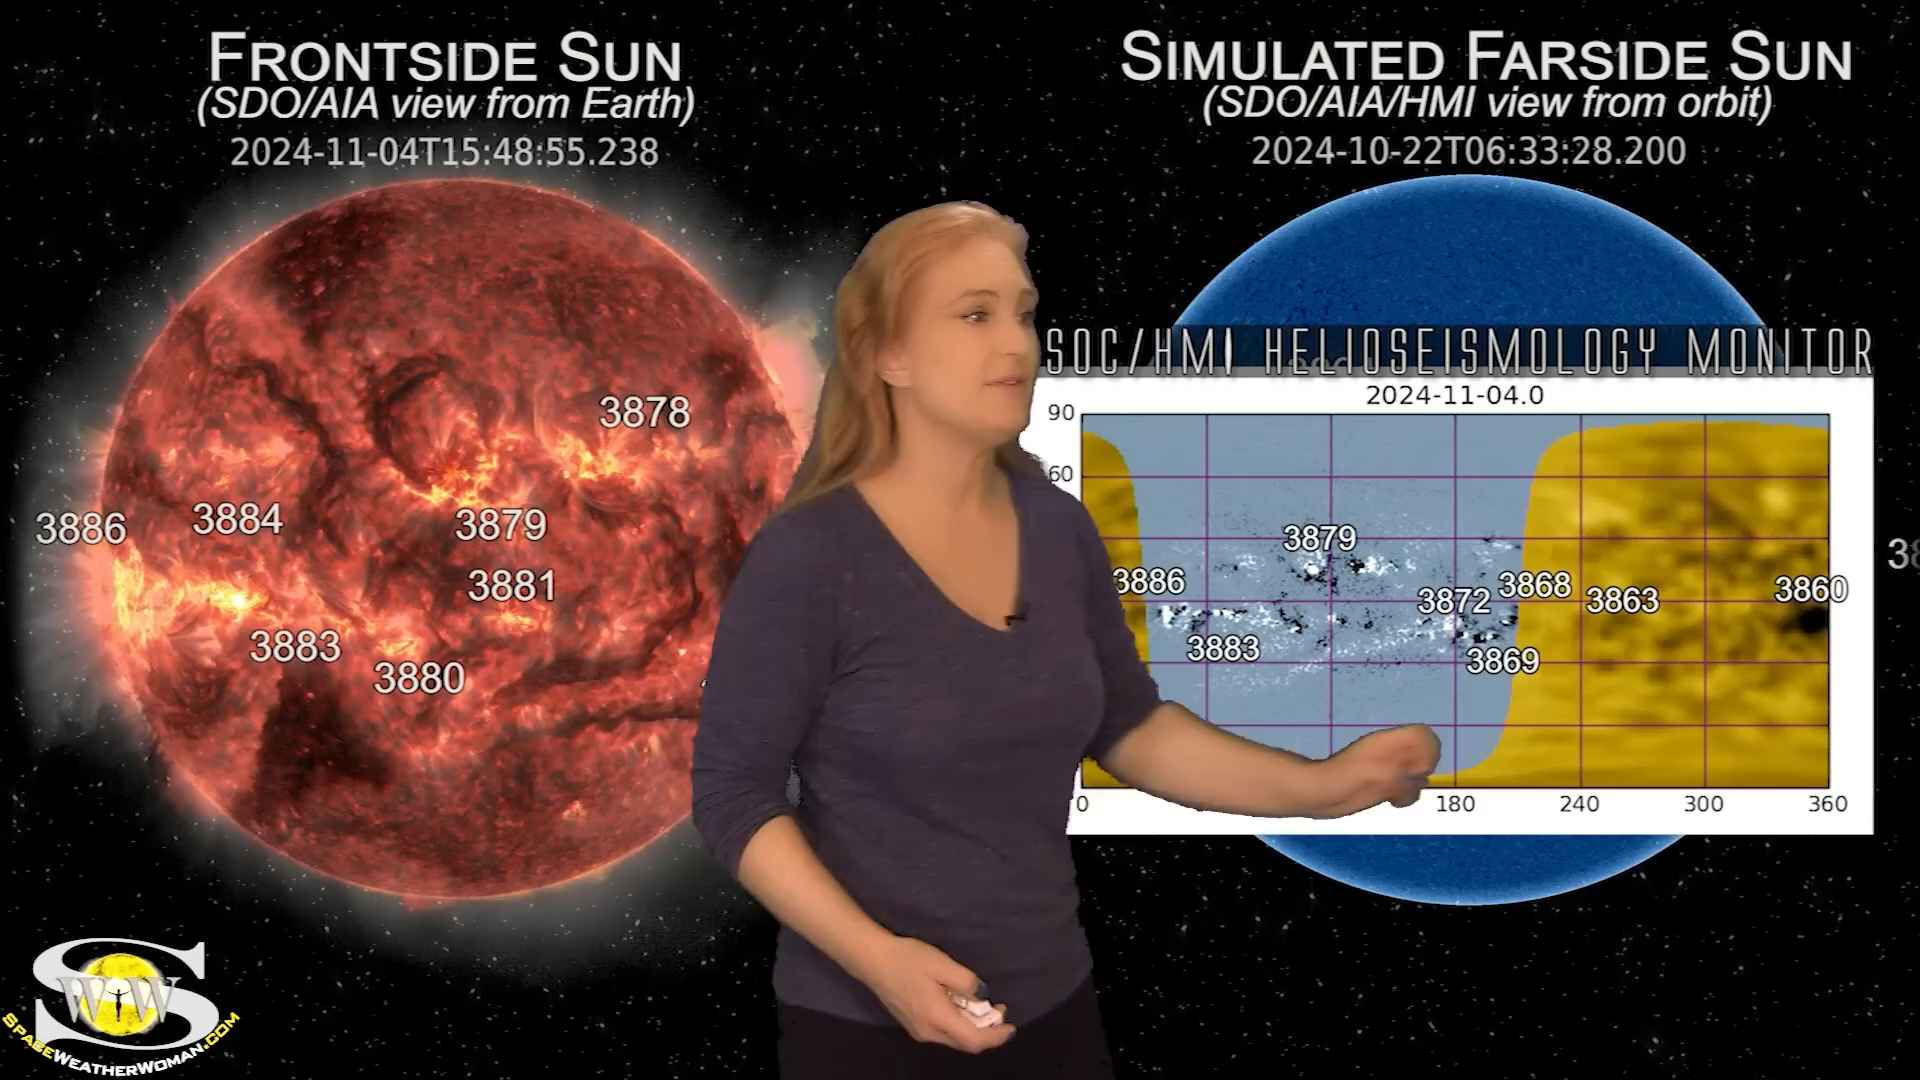 FRONTSIDE SUN
(SDO/AIA view from Earth)
2024-11-04T15:48:55.238
SIMULATED FARSIDE SUN
(SDO/AIA/HMI view from orbit)
2024-10-22T06:33:28.200
3878
3886
3884
3879
3881
3883
3880
SOC/HMI HELIOSEISMOLOGY MONITOR
2024-11-04.0
90
60
3879
3886
3872
3868
3863
3860
3883
3869
0
180
240
300
360
38
S
WW
SPACEWEATHERWOMAN.COM